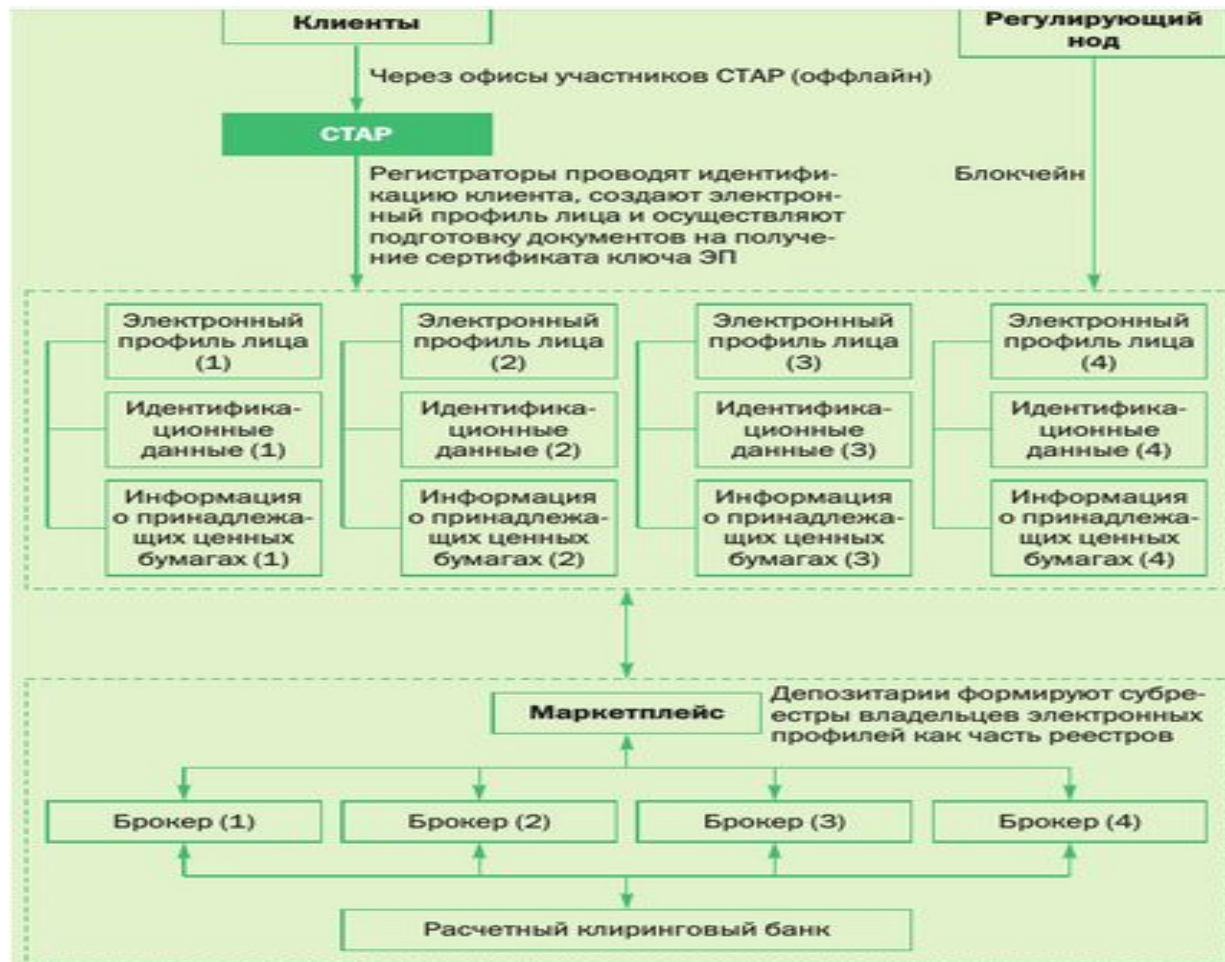 Клиенты
Регулирующий
нод
Через офисы участников СТАР (оффлайн)
СТАР
Регистраторы проводят идентифи-
кацию клиента, создают электрон-
ный профиль лица и осуществляют
подготовку документов на получе-
ние сертификата ключа ЭП
Блокчейн
Электронный
профиль лица
(1)
Идентифика-
ционные
данные (1)
Информация
о принадлежа-
щих ценных
бумагах (1)
Электронный
профиль лица
(2)
Идентифика-
ционные
данные (2)
Информация
о принадлежа-
щих ценных
бумагах (2)
Электронный
профиль лица
(3)
Идентифика-
ционные
данные (3)
Информация
о принадлежа-
щих ценных
бумагах (3)
Электронный
профиль лица
(4)
Идентифика-
ционные
данные (4)
Информация
о принадлежа-
щих ценных
бумагах (4)
Маркетплейс
Депозитарии формируют субре-
естры владельцев электронных
профилей как часть реестров
Брокер (1)
Брокер (2)
Брокер (3)
Брокер (4)
Расчетный клиринговый банк